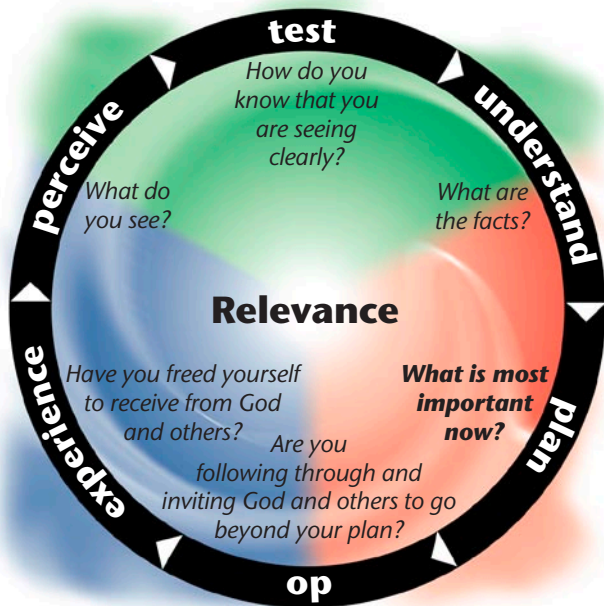 test
How do you
know that you
are seeing
clearly?
understand
What are
the facts?
plan
What is most
important
now?
do
Are you
following through and
inviting God and others to go
beyond your plan?
experience
Have you freed yourself
to receive from God
and others?
perceive
What do
you see?
Relevance